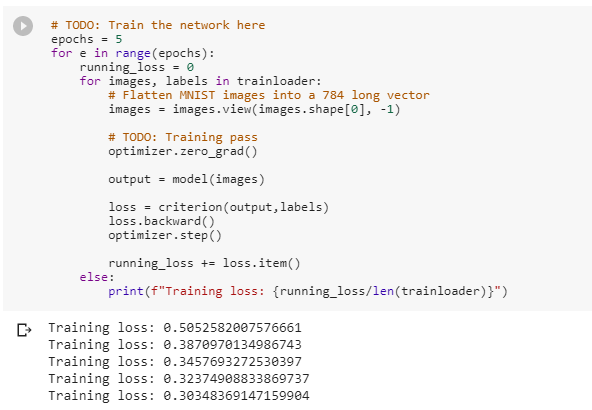 # TODO: Train the network here
epochs = 5
for e in range(epochs):
    running_loss = 0
    for images, labels in trainloader:
        # Flatten MNIST images into a 784 long vector
        images = images.view(images.shape[0], -1)

        # TODO: Training pass
        optimizer.zero_grad()

        output = model(images)

        loss = criterion(output,labels)
        loss.backward()
        optimizer.step()

        running_loss += loss.item()
    else:
        print(f"Training loss: {running_loss/len(trainloader)}")
Training loss: 0.5052582007576661
Training loss: 0.3870970134986743
Training loss: 0.3457693272530397
Training loss: 0.32374908833869737
Training loss: 0.30348369147159904